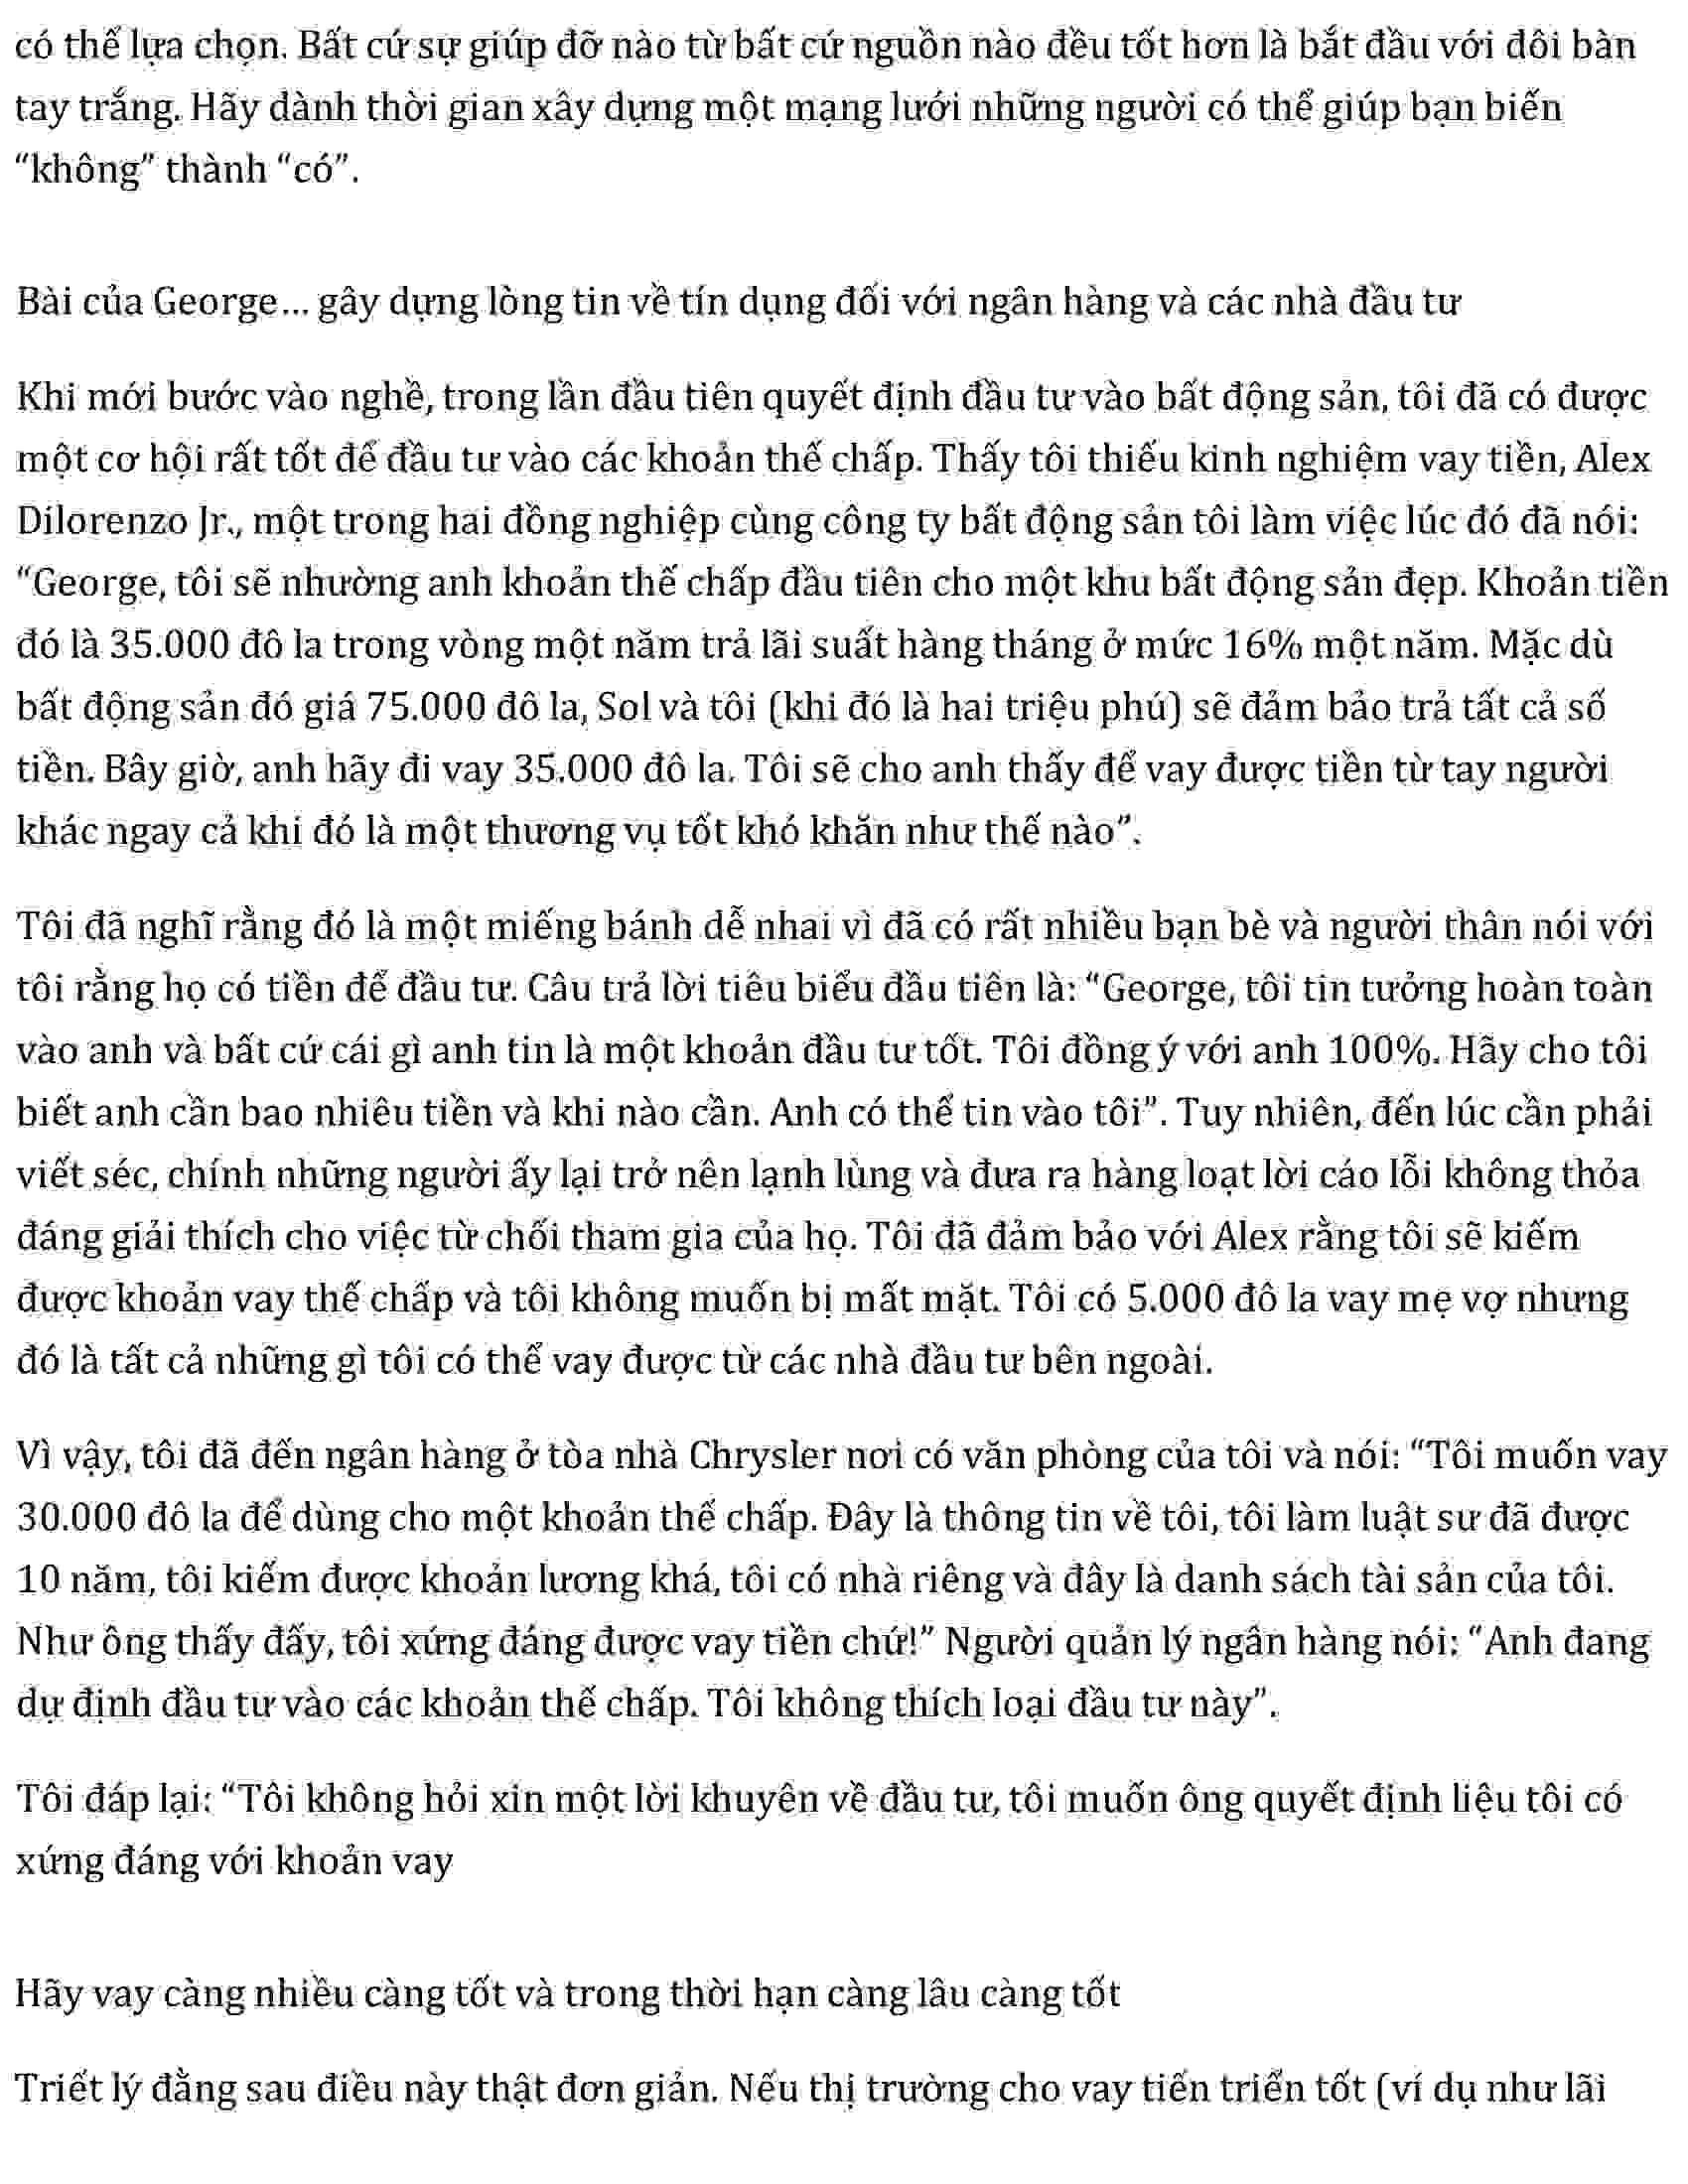 có thể lựa chọn. Bất cứ sự giúp đỡ nào từ bất cứ nguồn nào đều tốt hơn là bắt đầu với đôi bàn
tay trắng. Hãy dành thời gian xây dựng một mạng lưới những người có thể giúp bạn biến
“không” thành “có”.
Bài của George... gây dựng lòng tin về tín dụng đối với ngân hàng và các nhà đầu tư
Khi mới bước vào nghề, trong lần đầu tiên quyết định đầu tư vào bất động sản, tôi đã có được
một cơ hội rất tốt để đầu tư vào các khoản thế chấp. Thấy tôi thiếu kinh nghiệm vay tiền, Alex
Dilorenzo Jr., một trong hai đồng nghiệp cùng công ty bất động sản tôi làm việc lúc đó đã nói:
“George, tôi sẽ nhường anh khoản thế chấp đầu tiên cho một khu bất động sản đẹp. Khoản tiền
đó là 35.000 đô la trong vòng một năm trả lãi suất hàng tháng ở mức 16% một năm. Mặc dù
bất động sản đó giá 75.000 đô la, Sol và tôi (khi đó là hai triệu phú) sẽ đảm bảo trả tất cả số
tiền. Bây giờ, anh hãy đi vay 35.000 đô la. Tôi sẽ cho anh thấy để vay được tiền từ tay người
khác ngay cả khi đó là một thương vụ tốt khó khăn như thế nào”.
Tôi đã nghĩ rằng đó là một miếng bánh dễ nhai vì đã có rất nhiều bạn bè và người thân nói với
tôi rằng họ có tiền để đầu tư. Câu trả lời tiêu biểu đầu tiên là: “George, tôi tin tưởng hoàn toàn
vào anh và bất cứ cái gì anh tin là một khoản đầu tư tốt. Tôi đồng ý với anh 100%. Hãy cho tôi
biết anh cần bao nhiêu tiền và khi nào cần. Anh có thể tin vào tôi”. Tuy nhiên, đến lúc cần phải
viết séc, chính những người ấy lại trở nên lạnh lùng và đưa ra hàng loạt lời cáo lỗi không thỏa
đáng giải thích cho việc từ chối tham gia của họ. Tôi đã đảm bảo với Alex rằng tôi sẽ kiếm
được khoản vay thế chấp và tôi không muốn bị mất mặt. Tôi có 5.000 đô la vay mẹ vợ nhưng
đó là tất cả những gì tôi có thể vay được từ các nhà đầu tư bên ngoài.
Vì vậy, tôi đã đến ngân hàng ở tòa nhà Chrysler nơi có văn phòng của tôi và nói: “Tôi muốn vay
30.000 đô la để dùng cho một khoản thế chấp. Đây là thông tin về tôi, tôi làm luật sư đã được
10 năm, tôi kiếm được khoản lương khá, tôi có nhà riêng và đây là danh sách tài sản của tôi.
Như ông thấy đấy, tôi xứng đáng được vay tiền chứ!” Người quản lý ngân hàng nói: “Anh đang
dự định đầu tư vào các khoản thế chấp. Tôi không thích loại đầu tư này”.
Tôi đáp lại: “Tôi không hỏi xin một lời khuyên về đầu tư, tôi muốn ông quyết định liệu tôi có
xứng đáng với khoản vay
Hãy vay càng nhiều càng tốt và trong thời hạn càng lâu càng tốt
Triết lý đằng sau điều này thật đơn giản. Nếu thị trường cho vay tiến triển tốt (ví dụ như lãi